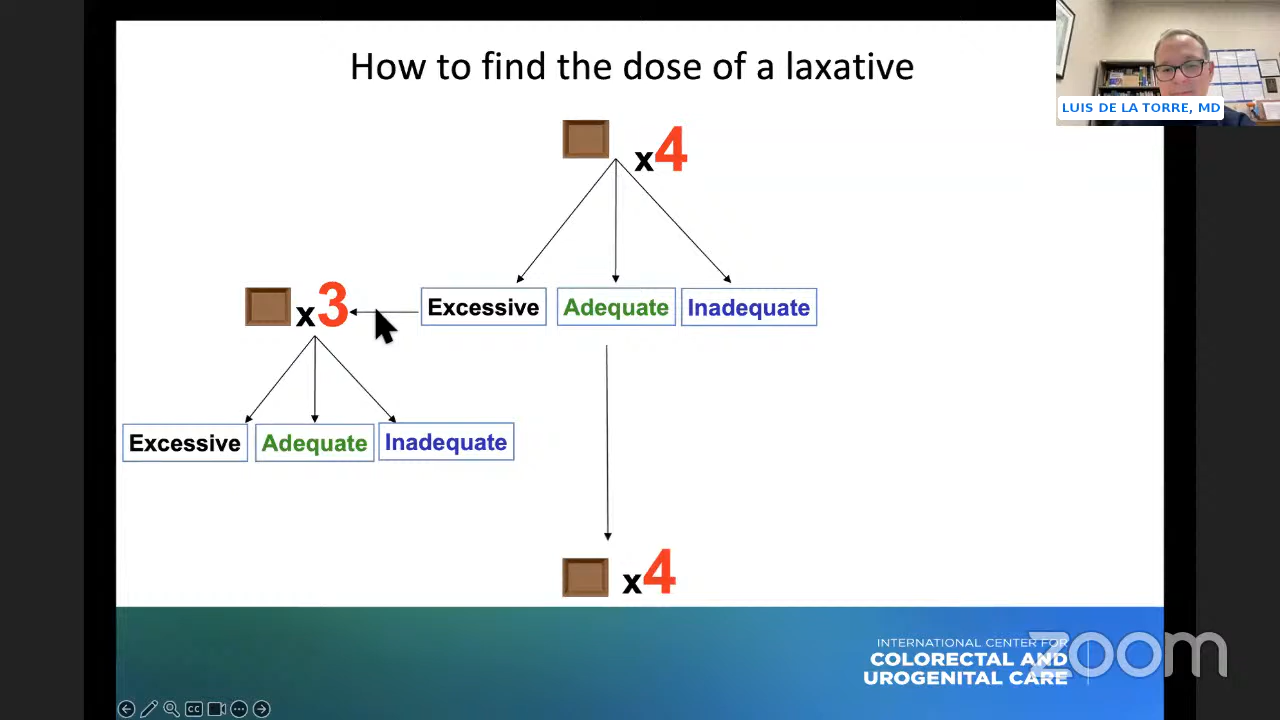 How to find the dose of a laxative
LUIS DE LA TORRE, MD
x4
x3
Excessive
Adequate
Inadequate
Excessive
Adequate
Inadequate
x4
INTERNATIONAL CENTER FOR
COLORECTAL AND
UROGENITAL CARE
zoom
CC